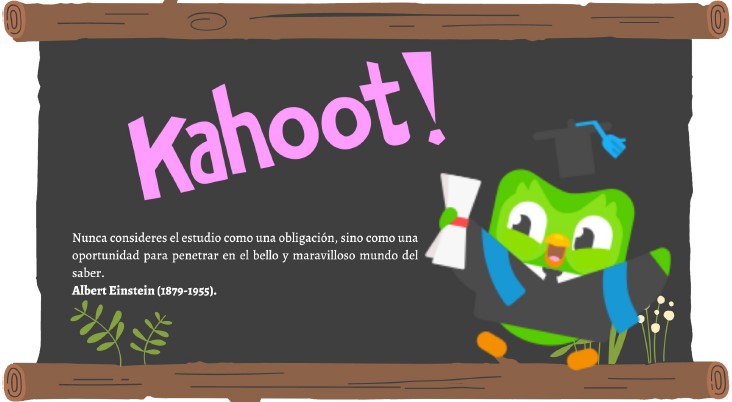 Kahoot!
Nunca consideres el estudio como una obligación, sino como una
oportunidad para penetrar en el bello y maravilloso mundo del
saber.
Albert Einstein (1879-1955).